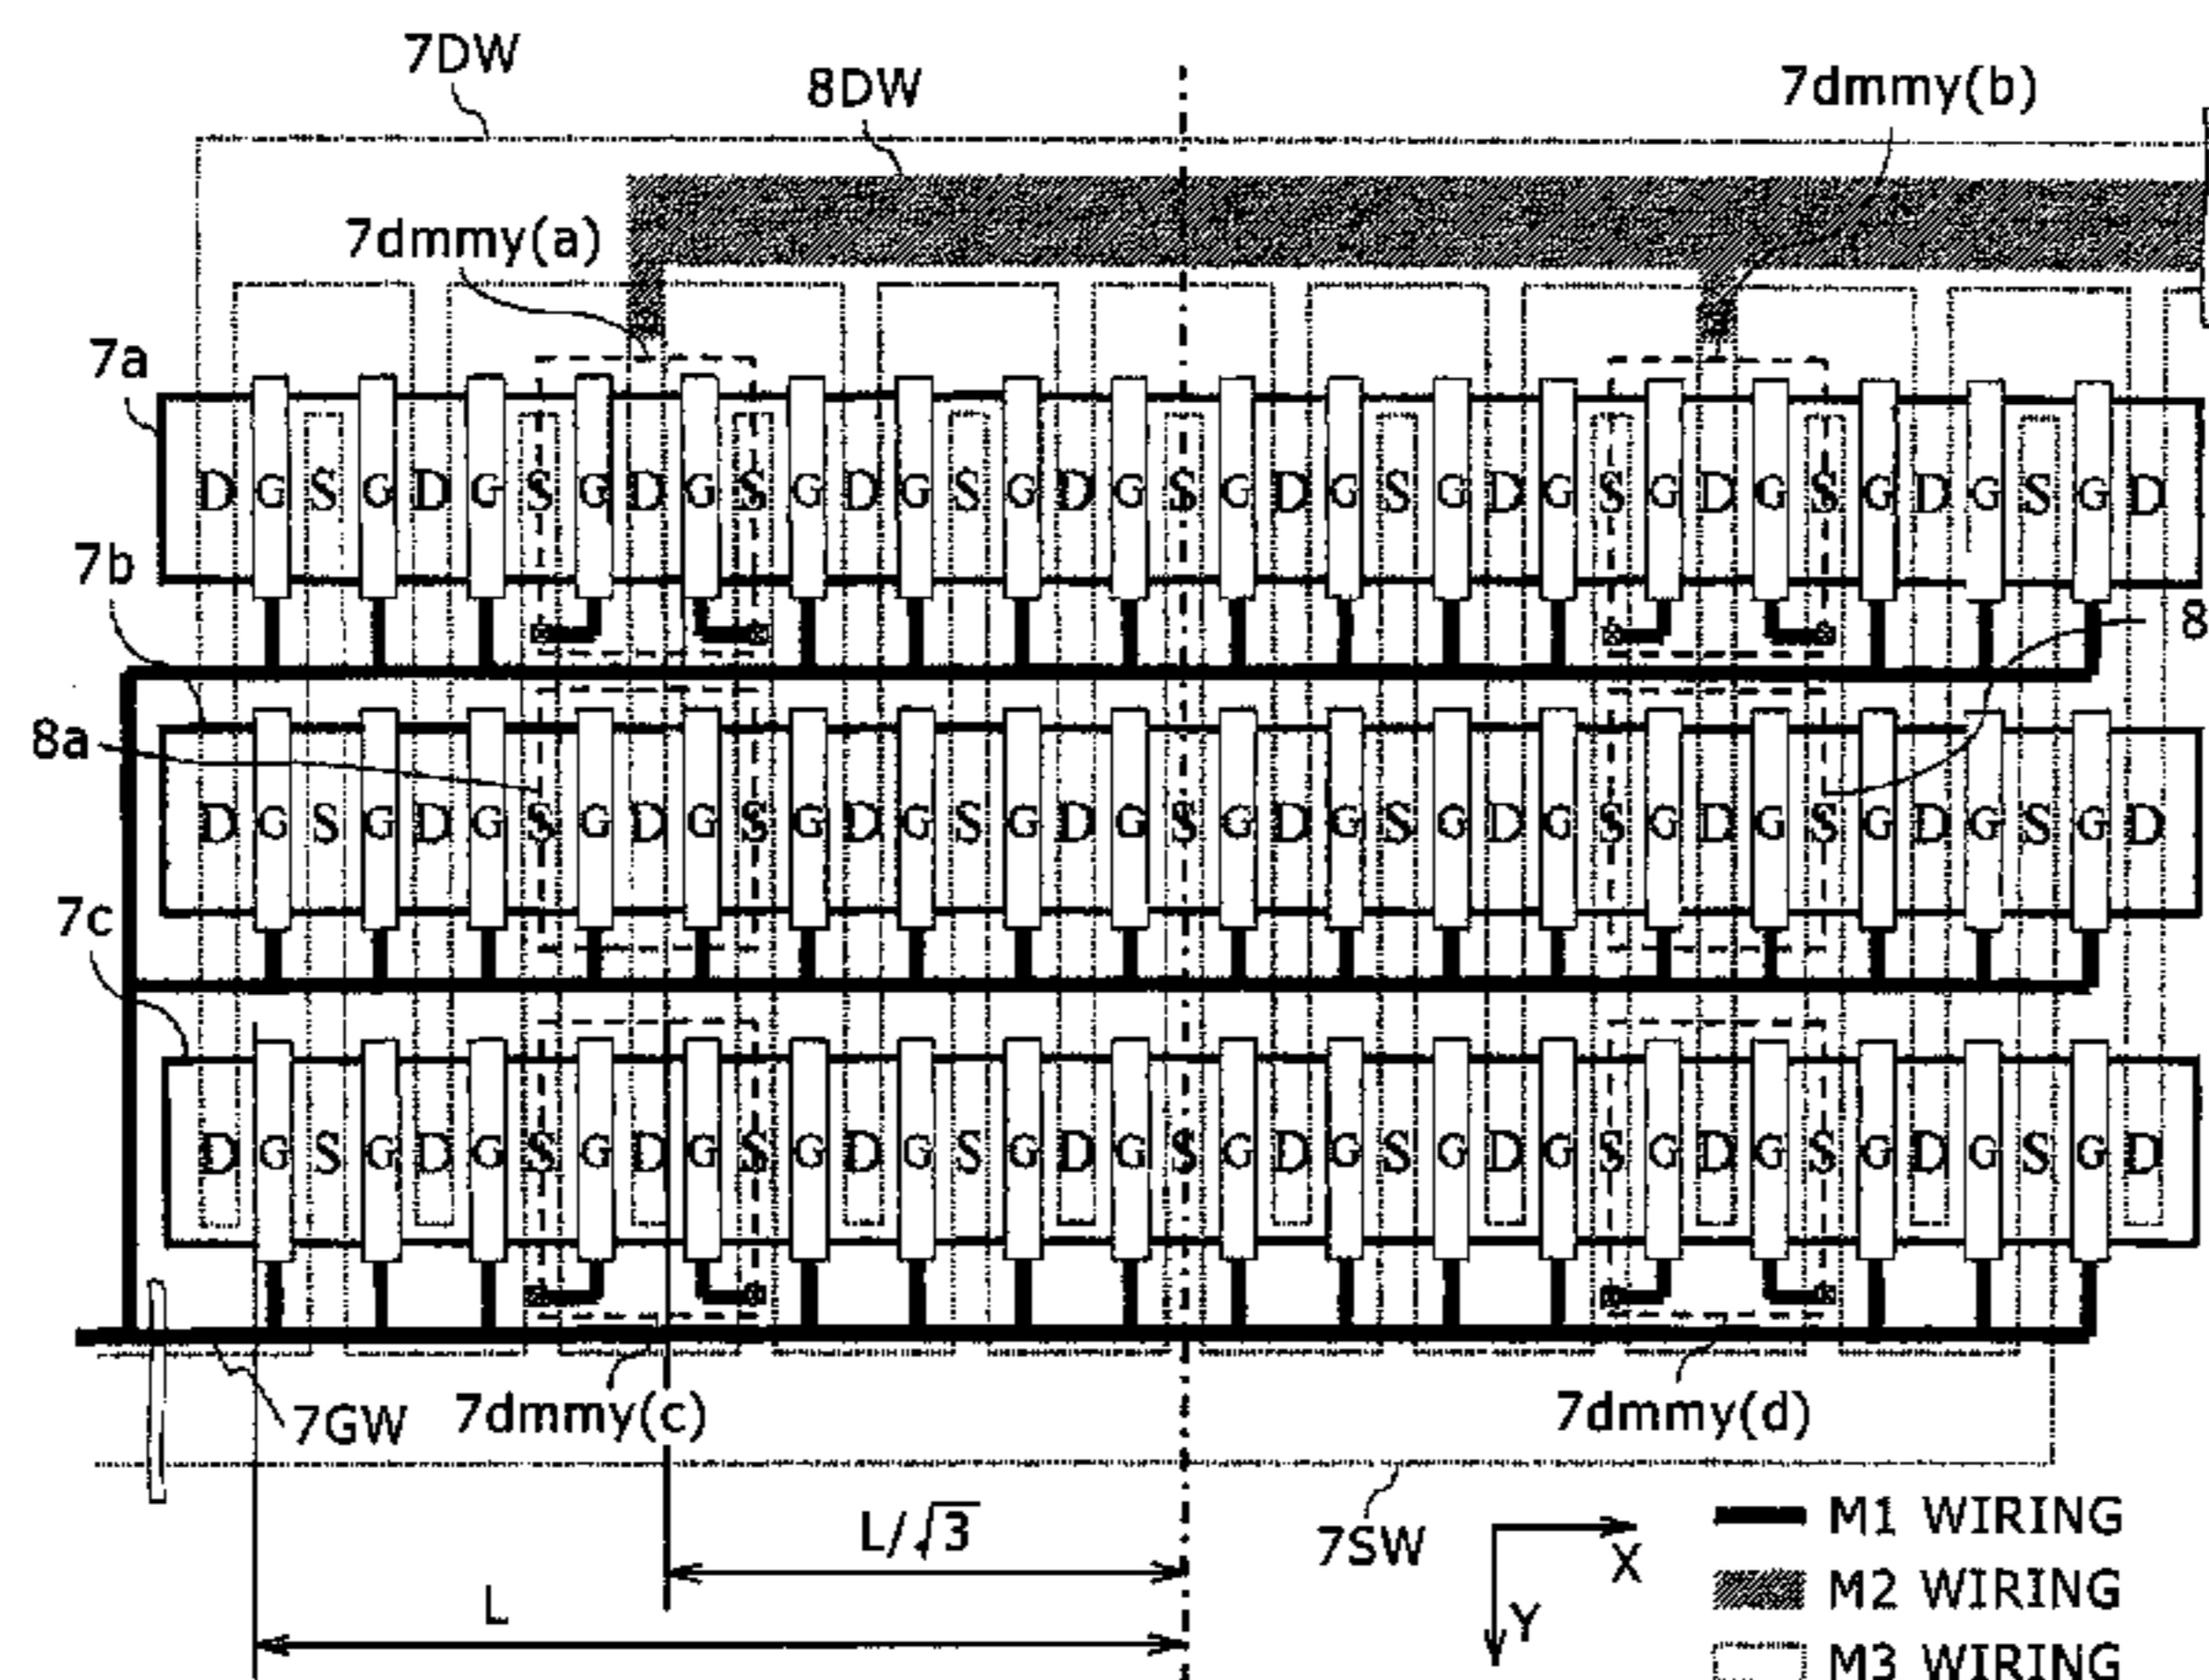 7DW
8DW
7dmmy(b)
7dmmy(a)
7a
D G S G D G S G D G S G D G S G D G S G D G S G D G S G D G S G D G S G D
7b
8
8a
D G S G D G S G D G S G D G S G D G S G D G S G D G S G D G S G D G S G D
7c
D G S G D G S G D G S G D G S G D G S G D G S G D G S G D G S G D G S G D
7GW
7dmmy(c)
7dmmy(d)
L/√3
7SW
X
M1 WIRING
L
Y
M2 WIRING
M3 WIRING